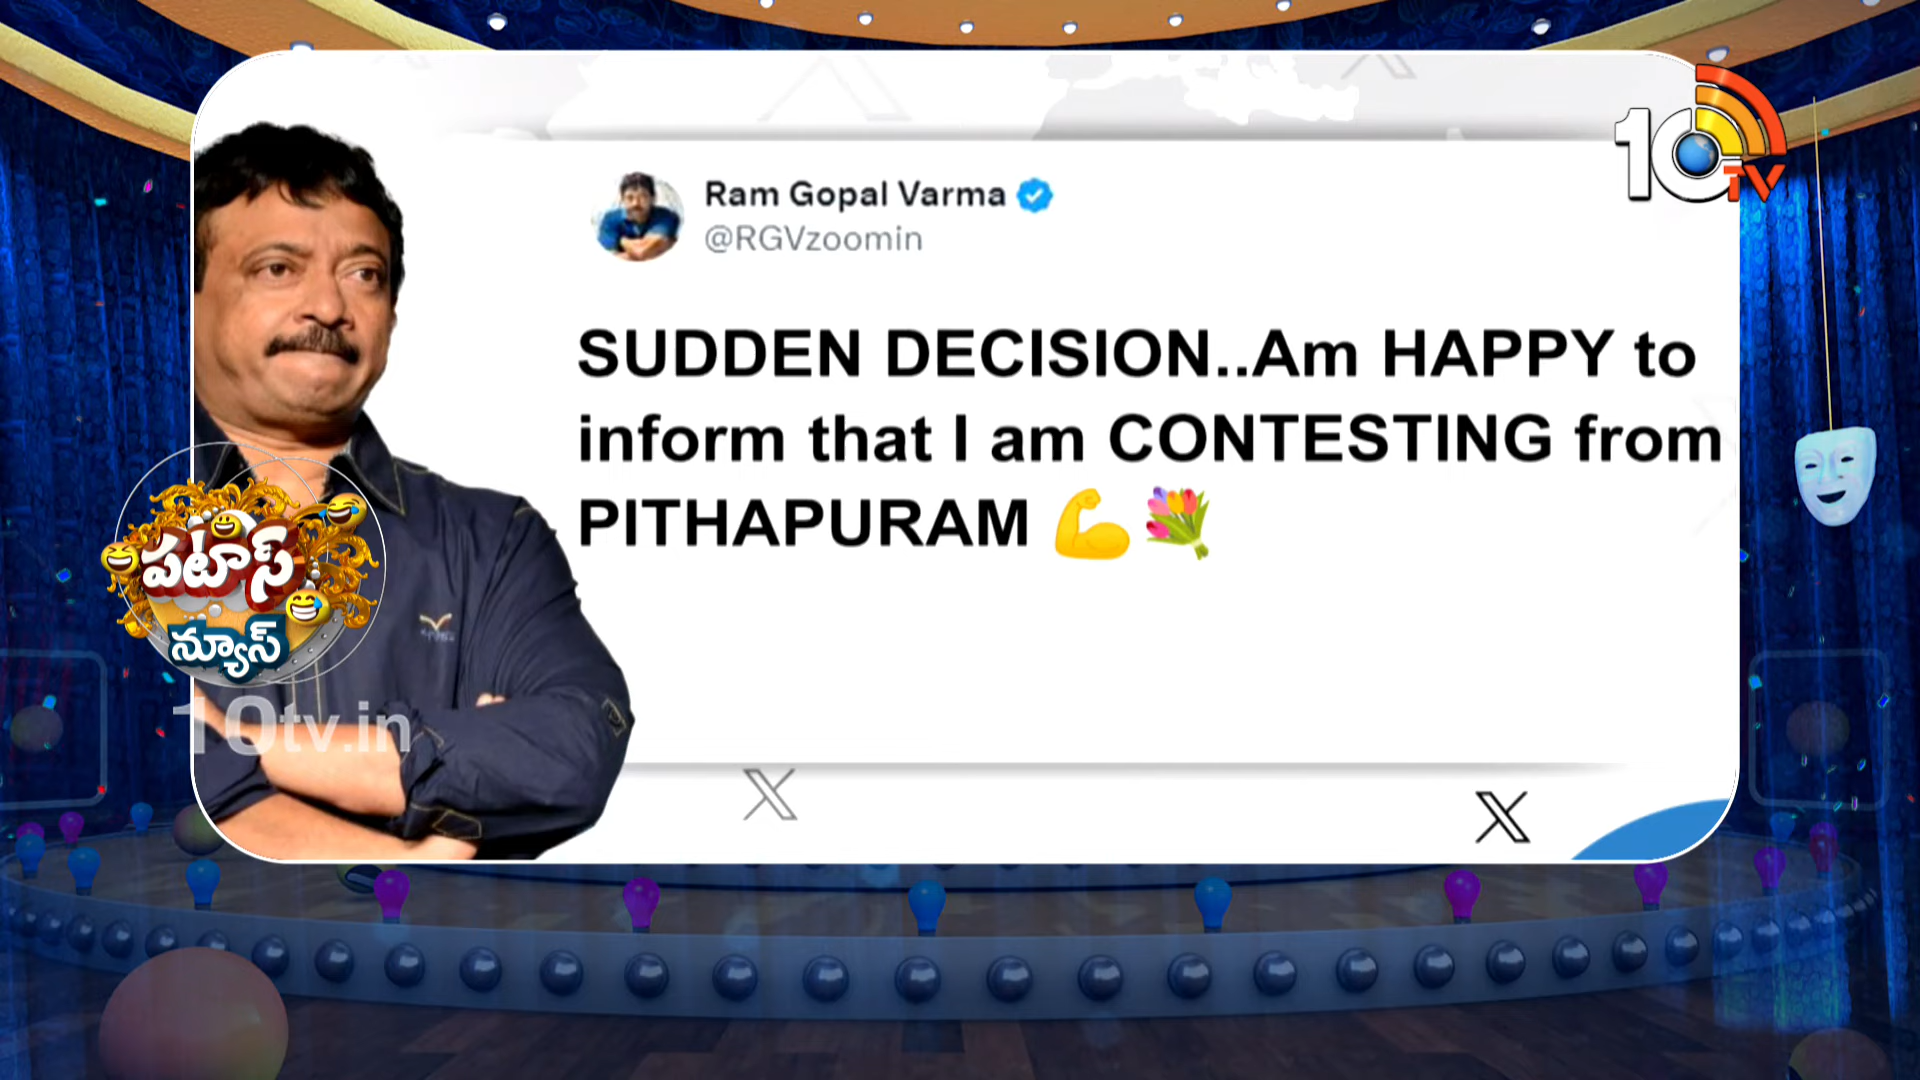 10
TV
Ram Gopal Varma
@RGVzoomin
SUDDEN DECISION..Am HAPPY to
inform that I am CONTESTING from
PITHAPURAM 💪💐
పటాస్
న్యూస్
10tv.in